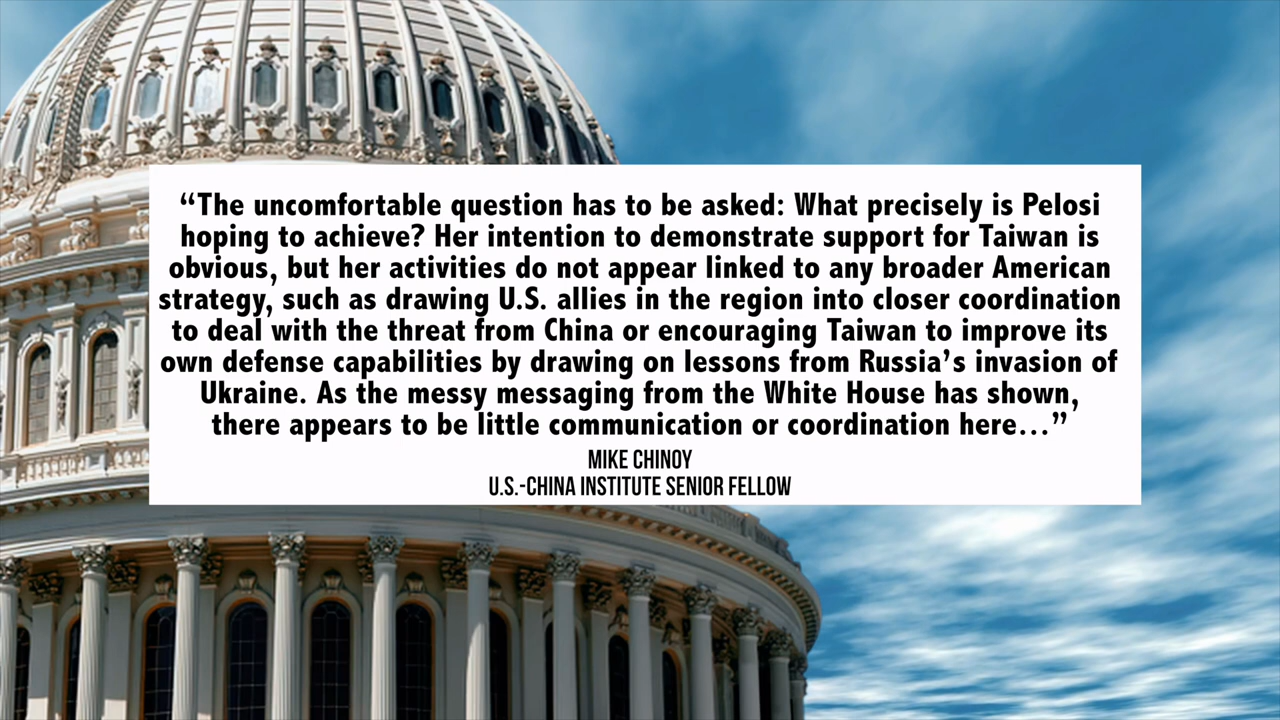 “The uncomfortable question has to be asked: What precisely is Pelosi
hoping to achieve? Her intention to demonstrate support for Taiwan is
obvious, but her activities do not appear linked to any broader American
strategy, such as drawing U.S. allies in the region into closer coordination
to deal with the threat from China or encouraging Taiwan to improve its
own defense capabilities by drawing on lessons from Russia’s invasion of
Ukraine. As the messy messaging from the White House has shown,
there appears to be little communication or coordination here…”
MIKE CHINOY
U.S.-CHINA INSTITUTE SENIOR FELLOW